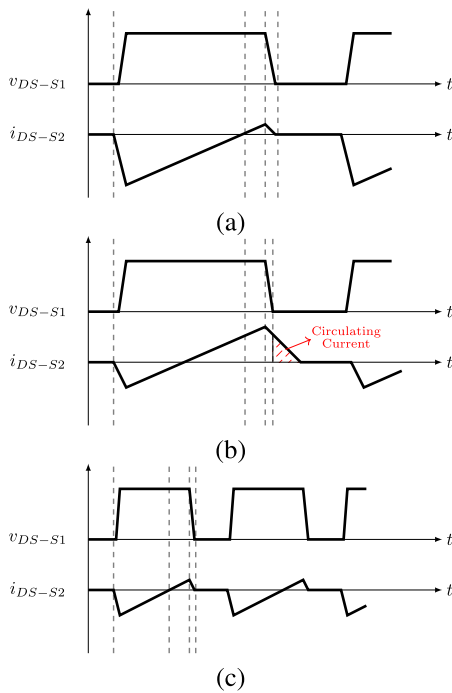 v_{DS-S1} t
i_{DS-S2} t
(a)
v_{DS-S1} t
Circulating
Current
i_{DS-S2} t
(b)
v_{DS-S1} t
i_{DS-S2} t
(c)